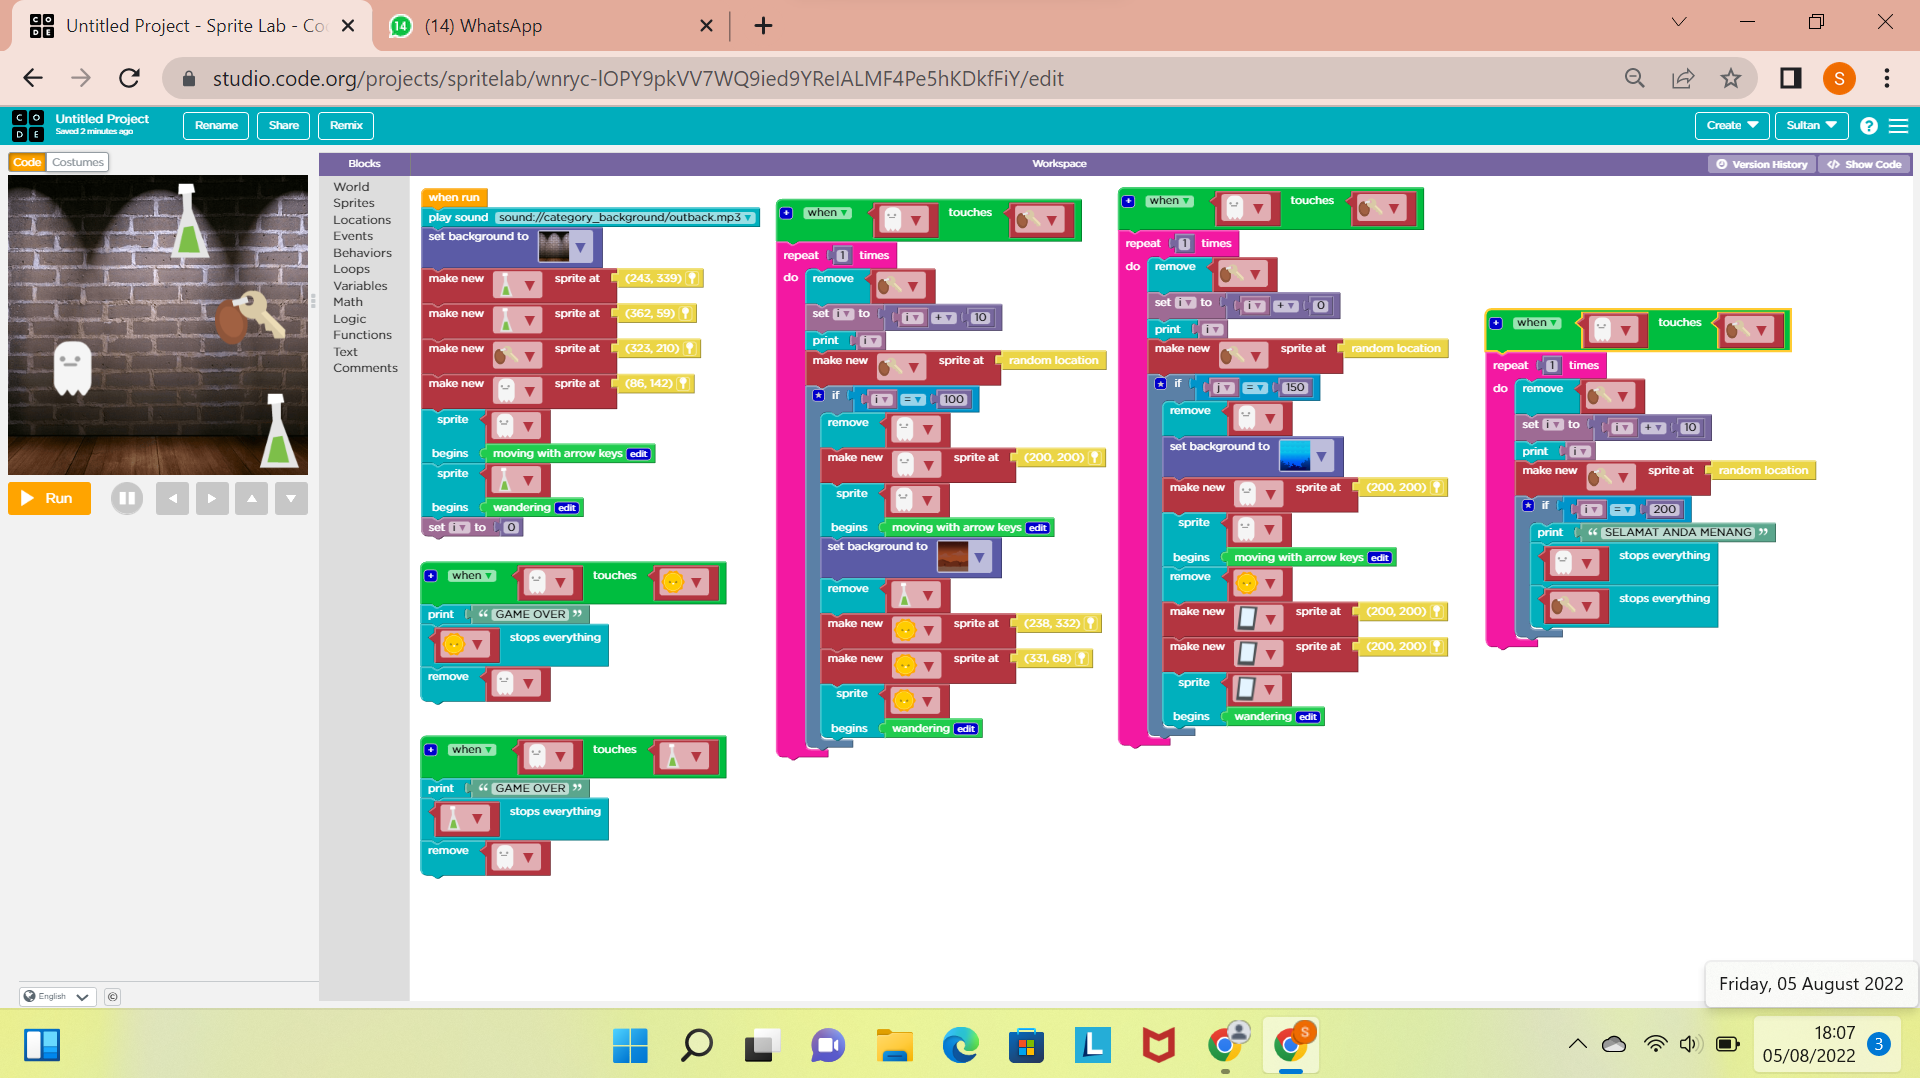 Untitled Project - Sprite Lab - Co
14 (14) WhatsApp
studio.code.org/projects/spritelab/wnryc-lOPY9pkVV7WQ9ied9YReIALMF4Pe5hKDkfFiY/edit
S
C O D E
Untitled Project
Saved 2 minutes ago
Rename Share Remix
Create Sultan ?
Code Costumes
Blocks Workspace Version History Show Code
World
Sprites
Locations
Events
Behaviors
Loops
Variables
Math
Logic
Functions
Text
Comments
Run
when run
play sound sound://category_background/outback.mp3
set background to
make new sprite at (243, 339)
make new sprite at (362, 59)
make new sprite at (323, 210)
make new sprite at (86, 142)
sprite
begins moving with arrow keys edit
sprite
begins wandering edit
set i to 0
when touches
print “ GAME OVER ”
stops everything
remove
when touches
print “ GAME OVER ”
stops everything
remove
when touches
repeat 1 times
do remove
set i to i + 10
print i
make new sprite at random location
if i = 100
remove
make new sprite at (200, 200)
sprite
begins moving with arrow keys edit
set background to
remove
make new sprite at (238, 332)
make new sprite at (331, 68)
sprite
begins wandering edit
when touches
repeat 1 times
do remove
set i to i + 0
print i
make new sprite at random location
if i = 150
remove
set background to
make new sprite at (200, 200)
sprite
begins moving with arrow keys edit
remove
make new sprite at (200, 200)
make new sprite at (200, 200)
sprite
begins wandering edit
when touches
repeat 1 times
do remove
set i to i + 10
print i
make new sprite at random location
if i = 200
print “ SELAMAT ANDA MENANG ”
stops everything
stops everything
English ©
Friday, 05 August 2022
L
S
18:07
05/08/2022
3